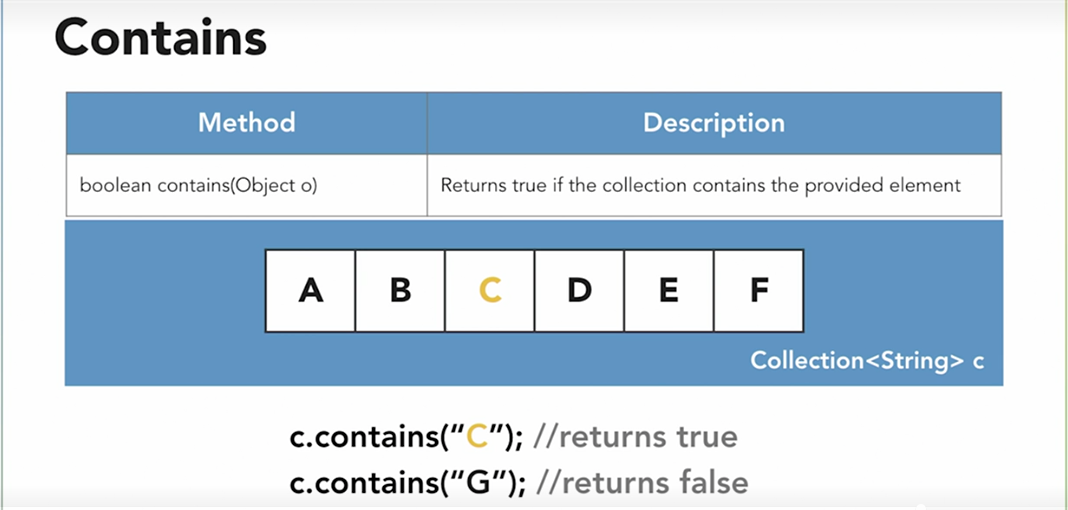 Contains
Method Description
boolean contains(Object o) Returns true if the collection contains the provided element
A B C D E F
Collection<String> c
c.contains(“C”); //returns true
c.contains(“G”); //returns false